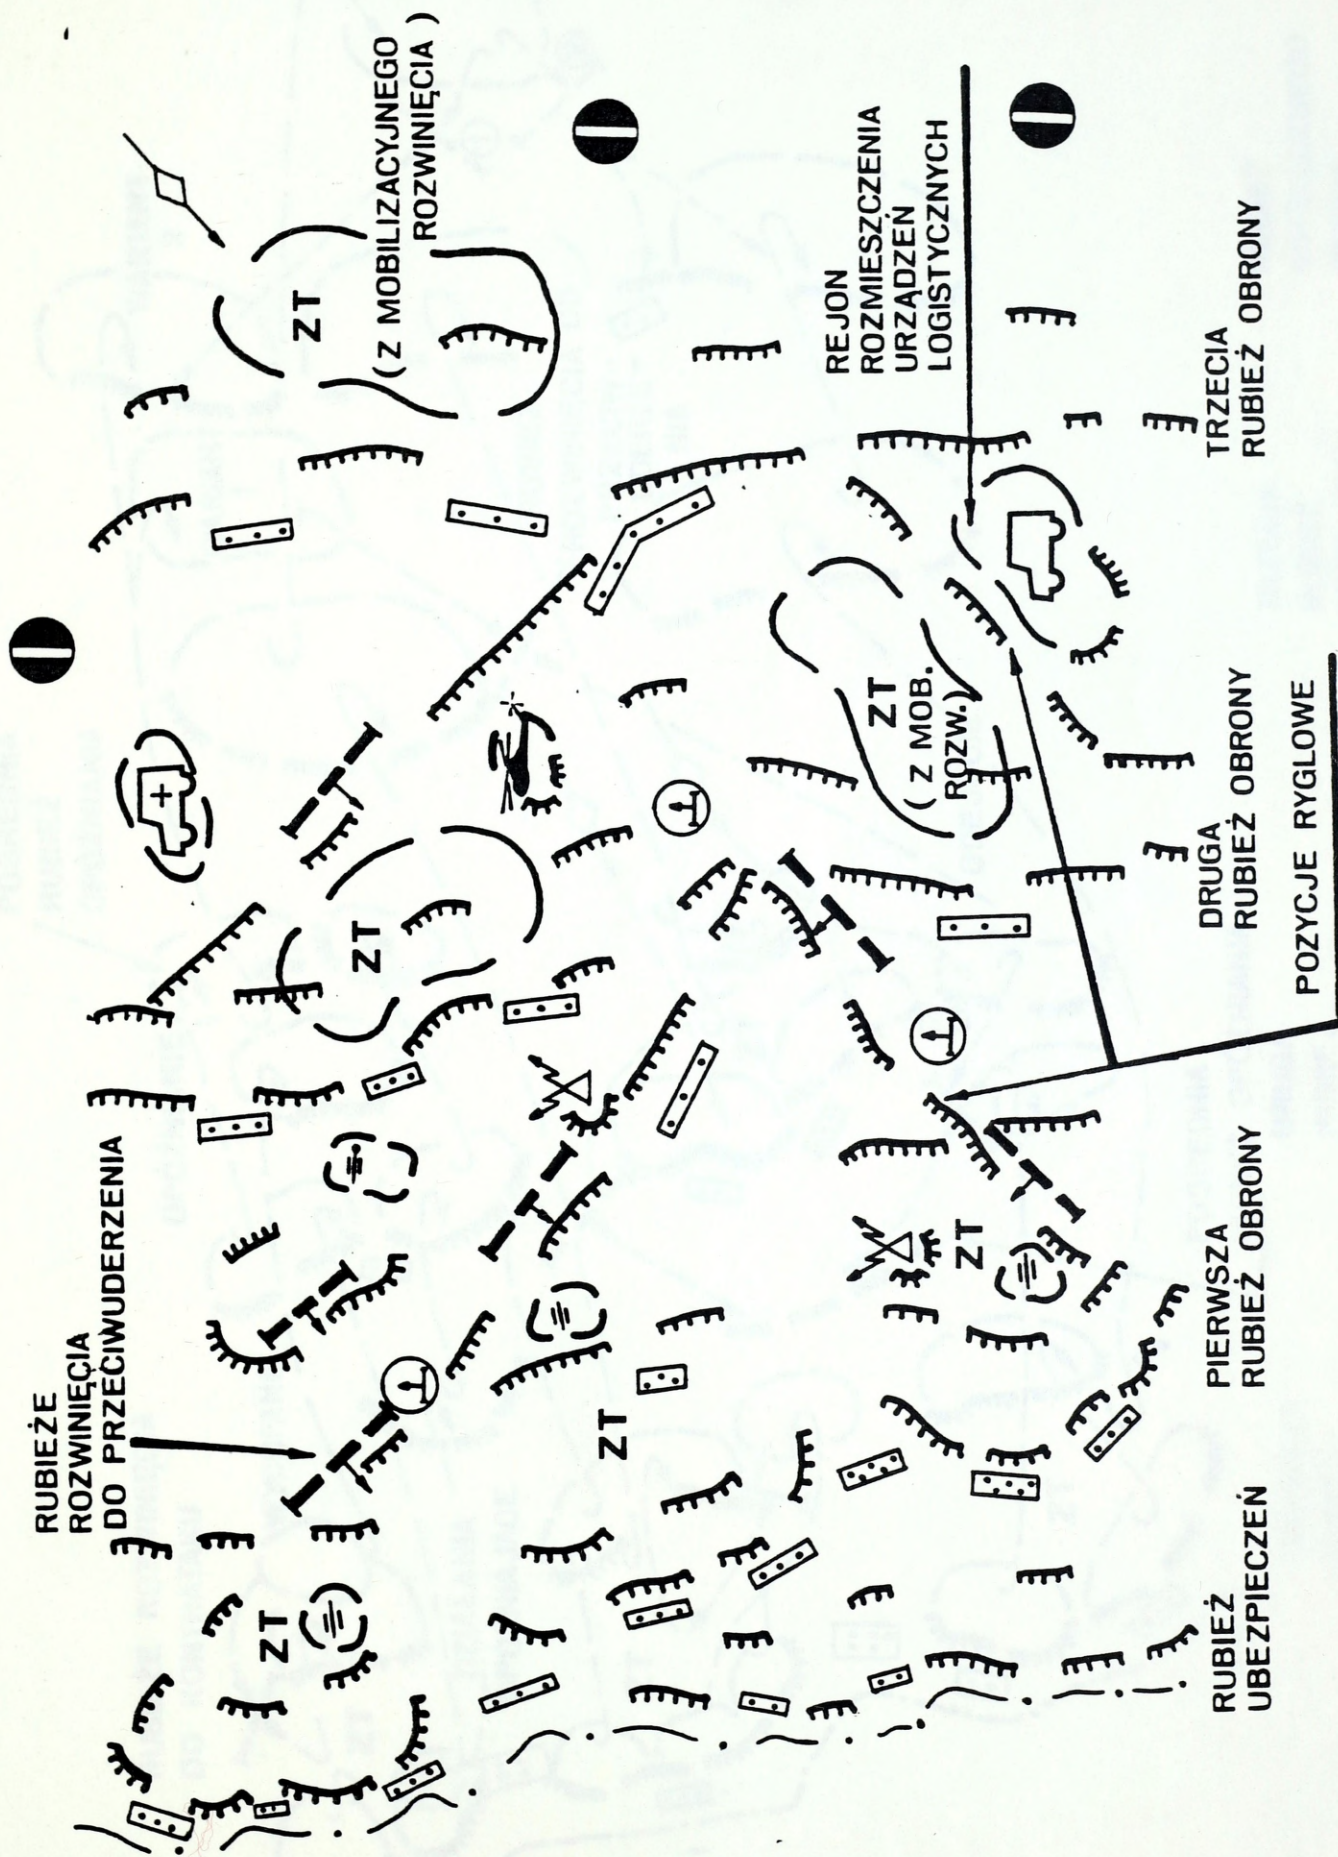 RUBIEŻE
ROZWINIĘCIA
DO PRZECIWUDERZENIA
ZT
(Z MOBILIZACYJNEGO
ROZWINIĘCIA)
ZT
ZT
ZT
ZT
ZT
(Z MOB.
ROZW.)
REJON
ROZMIESZCZENIA
URZĄDZEŃ
LOGISTYCZNYCH
RUBIEŻ
UBEZPIECZEŃ
PIERWSZA
RUBIEŻ OBRONY
DRUGA
RUBIEŻ OBRONY
TRZECIA
RUBIEŻ OBRONY
POZYCJE RYGLOWE